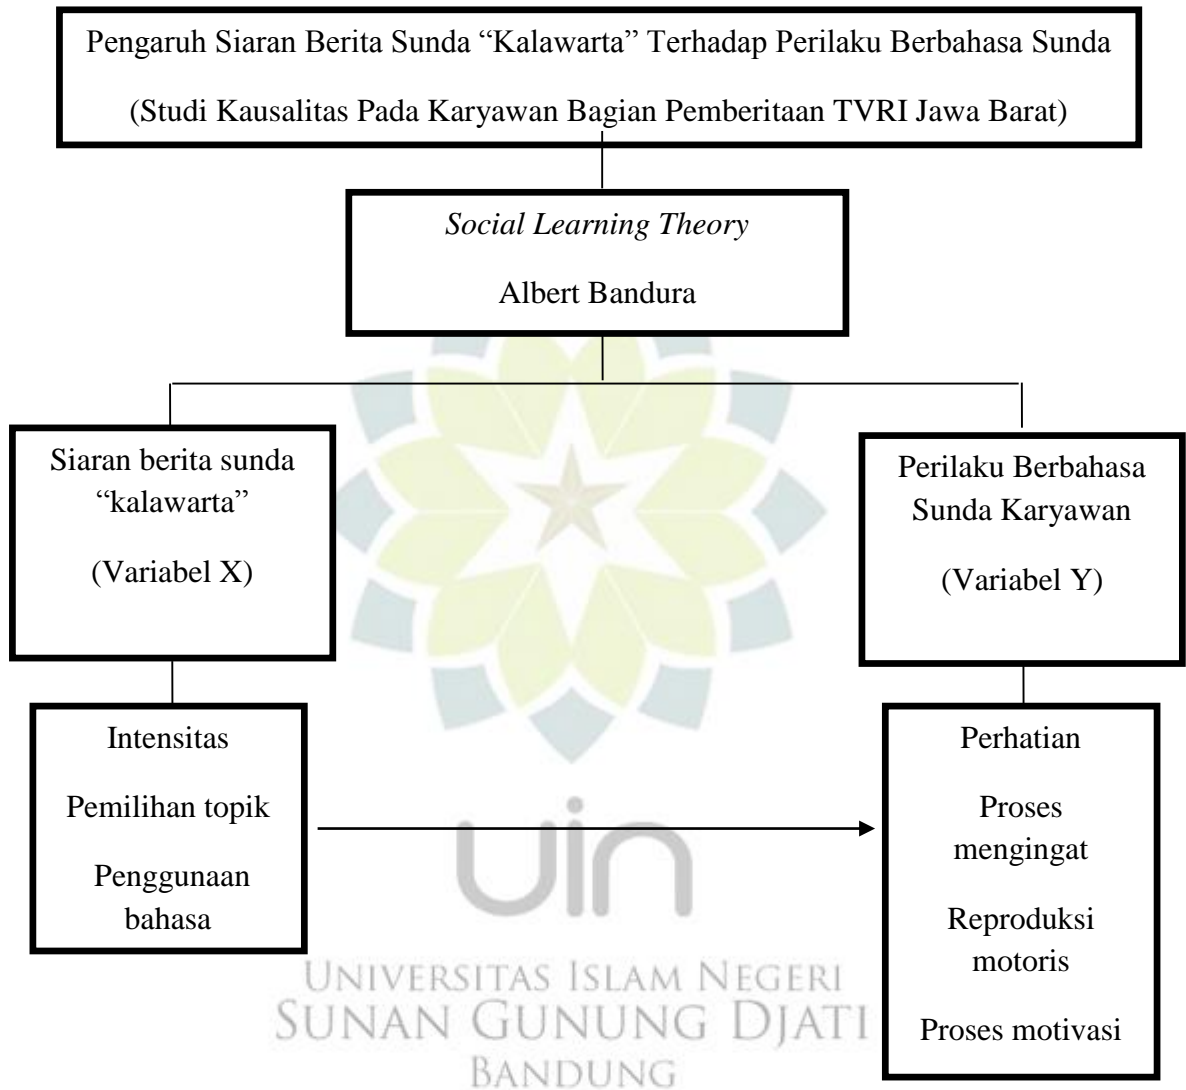 Pengaruh Siaran Berita Sunda “Kalawarta” Terhadap Perilaku Berbahasa Sunda
(Studi Kausalitas Pada Karyawan Bagian Pemberitaan TVRI Jawa Barat)
Social Learning Theory
Albert Bandura
Siaran berita sunda
“kalawarta”
(Variabel X)
Perilaku Berbahasa
Sunda Karyawan
(Variabel Y)
Intensitas
Pemilihan topik
Penggunaan
bahasa
Perhatian
Proses
mengingat
Reproduksi
motoris
Proses motivasi
uin
UNIVERSITAS ISLAM NEGERI
SUNAN GUNUNG DJATI
BANDUNG